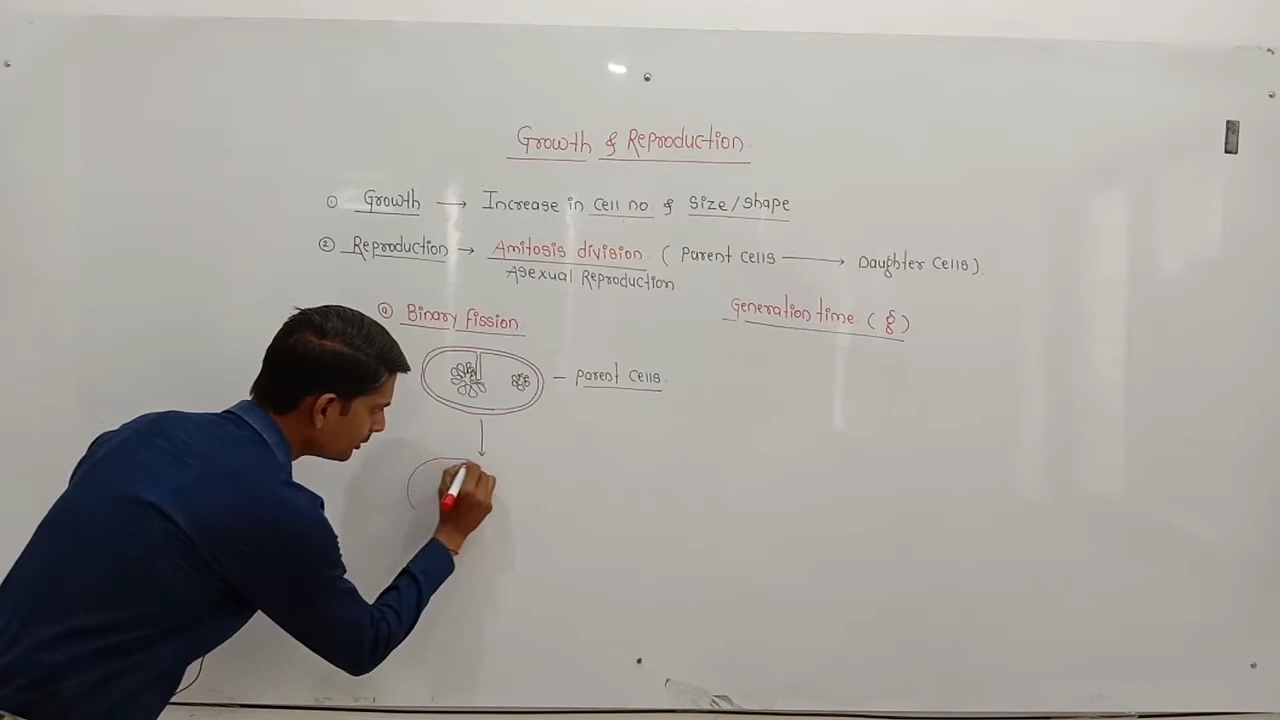 Growth & Reproduction
① Growth → Increase in cell no & Size/shape
② Reproduction → Amitosis division (Parent cells → Daughter cells).
Asexual Reproduction
ⓐ Binary fission
Generation time (g)
– Parent cells.